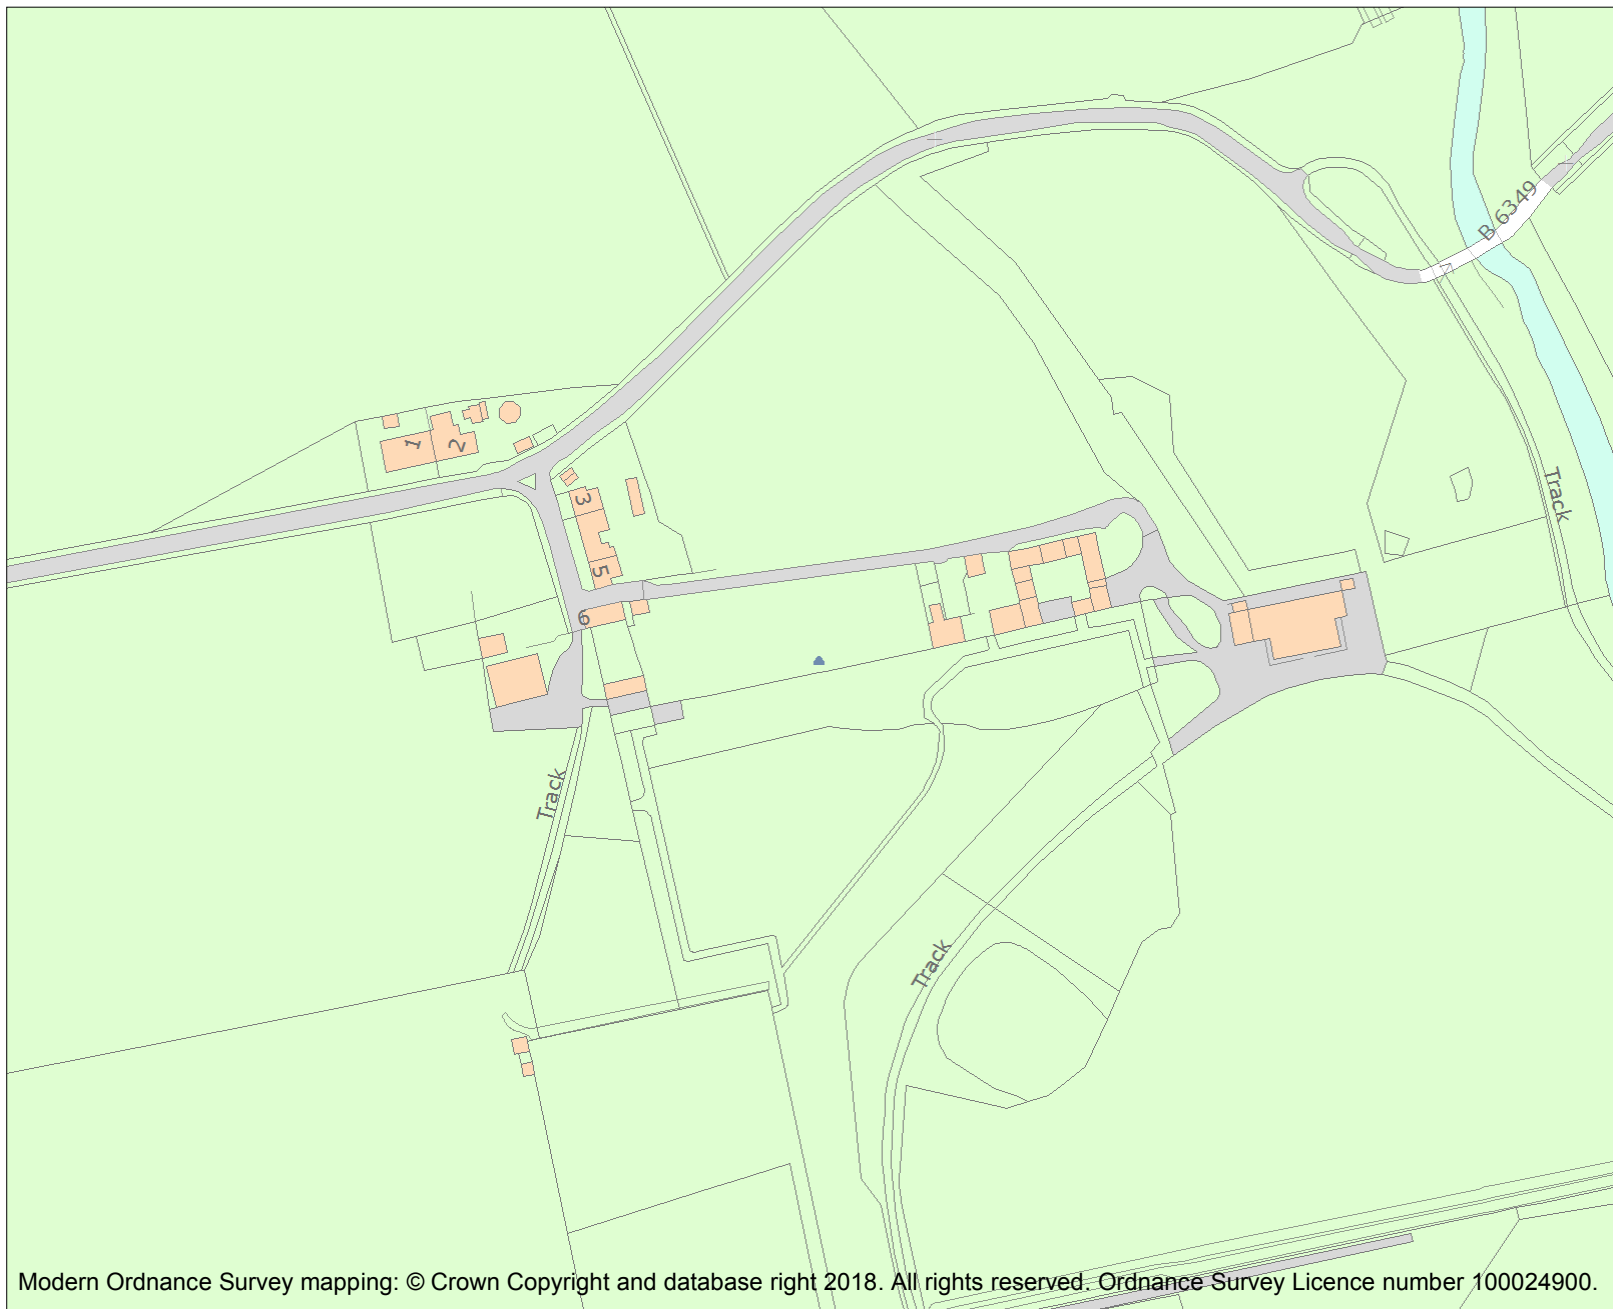 B 6349
1
2
3
Track
5
6
Track
Track
Modern Ordnance Survey mapping: © Crown Copyright and database right 2018. All rights reserved. Ordnance Survey Licence number 100024900.